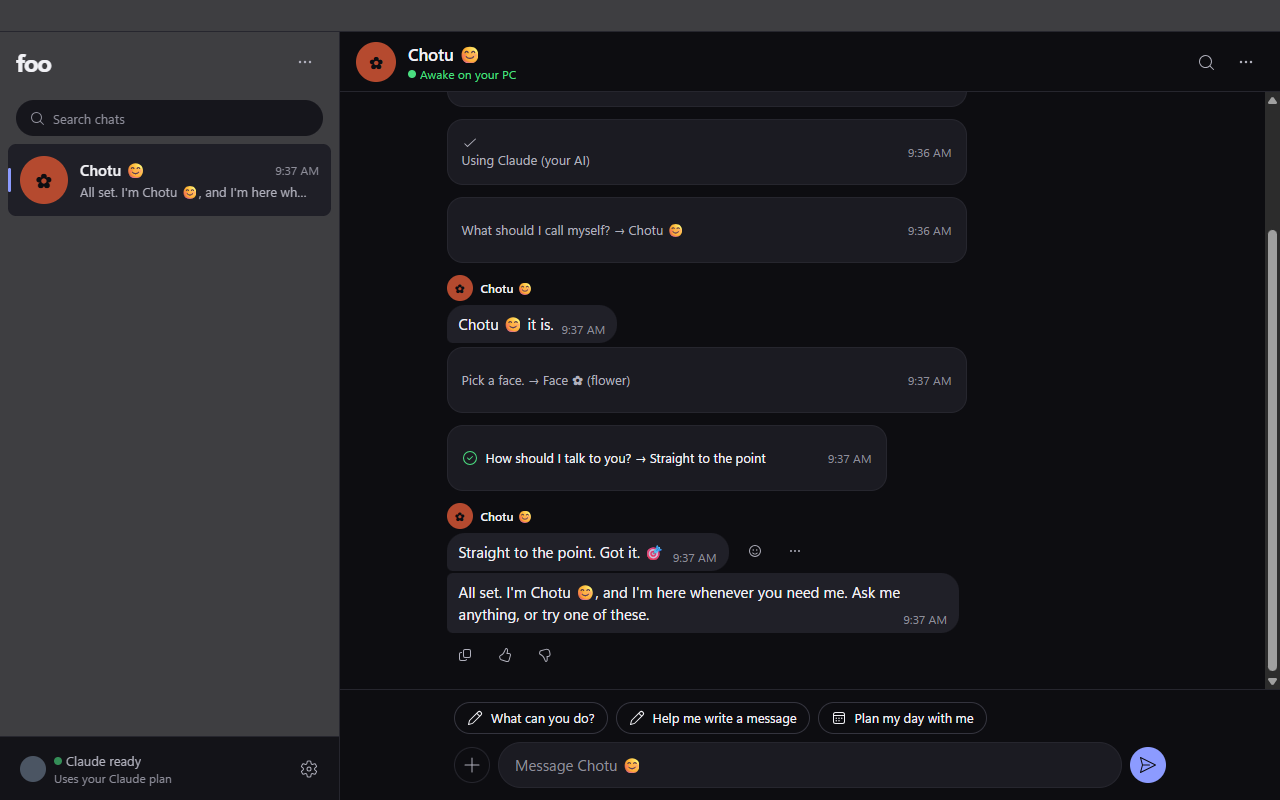 foo
Search chats
Chotu 😊
9:37 AM
All set. I'm Chotu 😊, and I'm here wh...
Claude ready
Uses your Claude plan
Chotu 😊
Awake on your PC
Using Claude (your AI)
9:36 AM
What should I call myself? → Chotu 😊
9:36 AM
Chotu 😊
Chotu 😊 it is.
9:37 AM
Pick a face. → Face ✿ (flower)
9:37 AM
How should I talk to you? → Straight to the point
9:37 AM
Chotu 😊
Straight to the point. Got it. 🎯
9:37 AM
All set. I'm Chotu 😊, and I'm here whenever you need me. Ask me
anything, or try one of these.
9:37 AM
What can you do?
Help me write a message
Plan my day with me
Message Chotu 😊